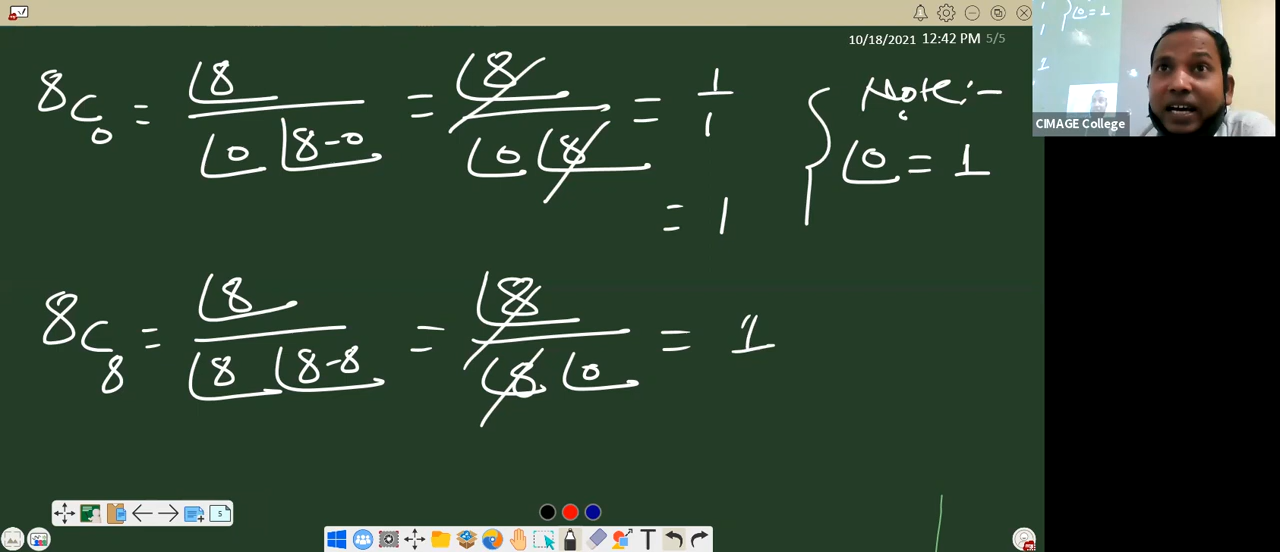 10/18/2021 12:42 PM 5/5
CIMAGE College
8C₀ = |8 / |0 |8-0 = |8 / |0 |8 = 1/1
= 1
Note:-
|0 = 1
8C₈ = |8 / |8 |8-8 = |8 / |8 |0 = 1
5
T